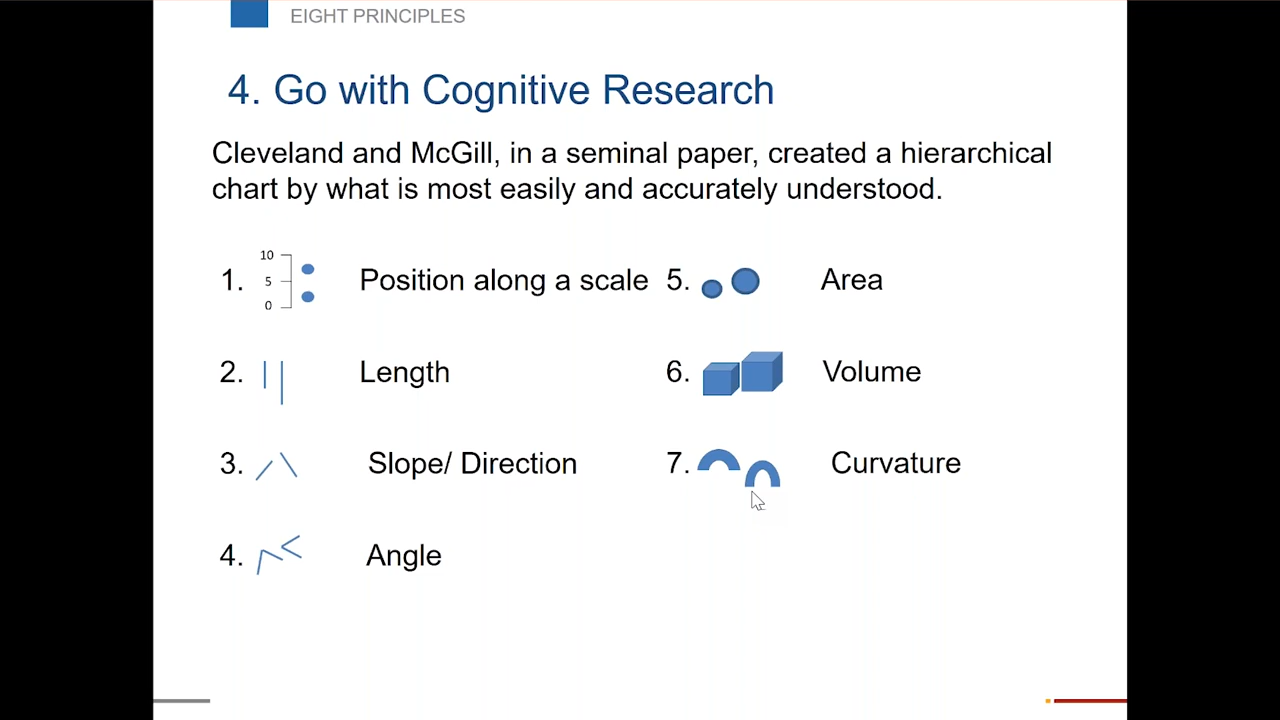 EIGHT PRINCIPLES
4. Go with Cognitive Research
Cleveland and McGill, in a seminal paper, created a hierarchical
chart by what is most easily and accurately understood.
1. 10 5 0 Position along a scale
2. Length
3. Slope/ Direction
4. Angle
5. Area
6. Volume
7. Curvature